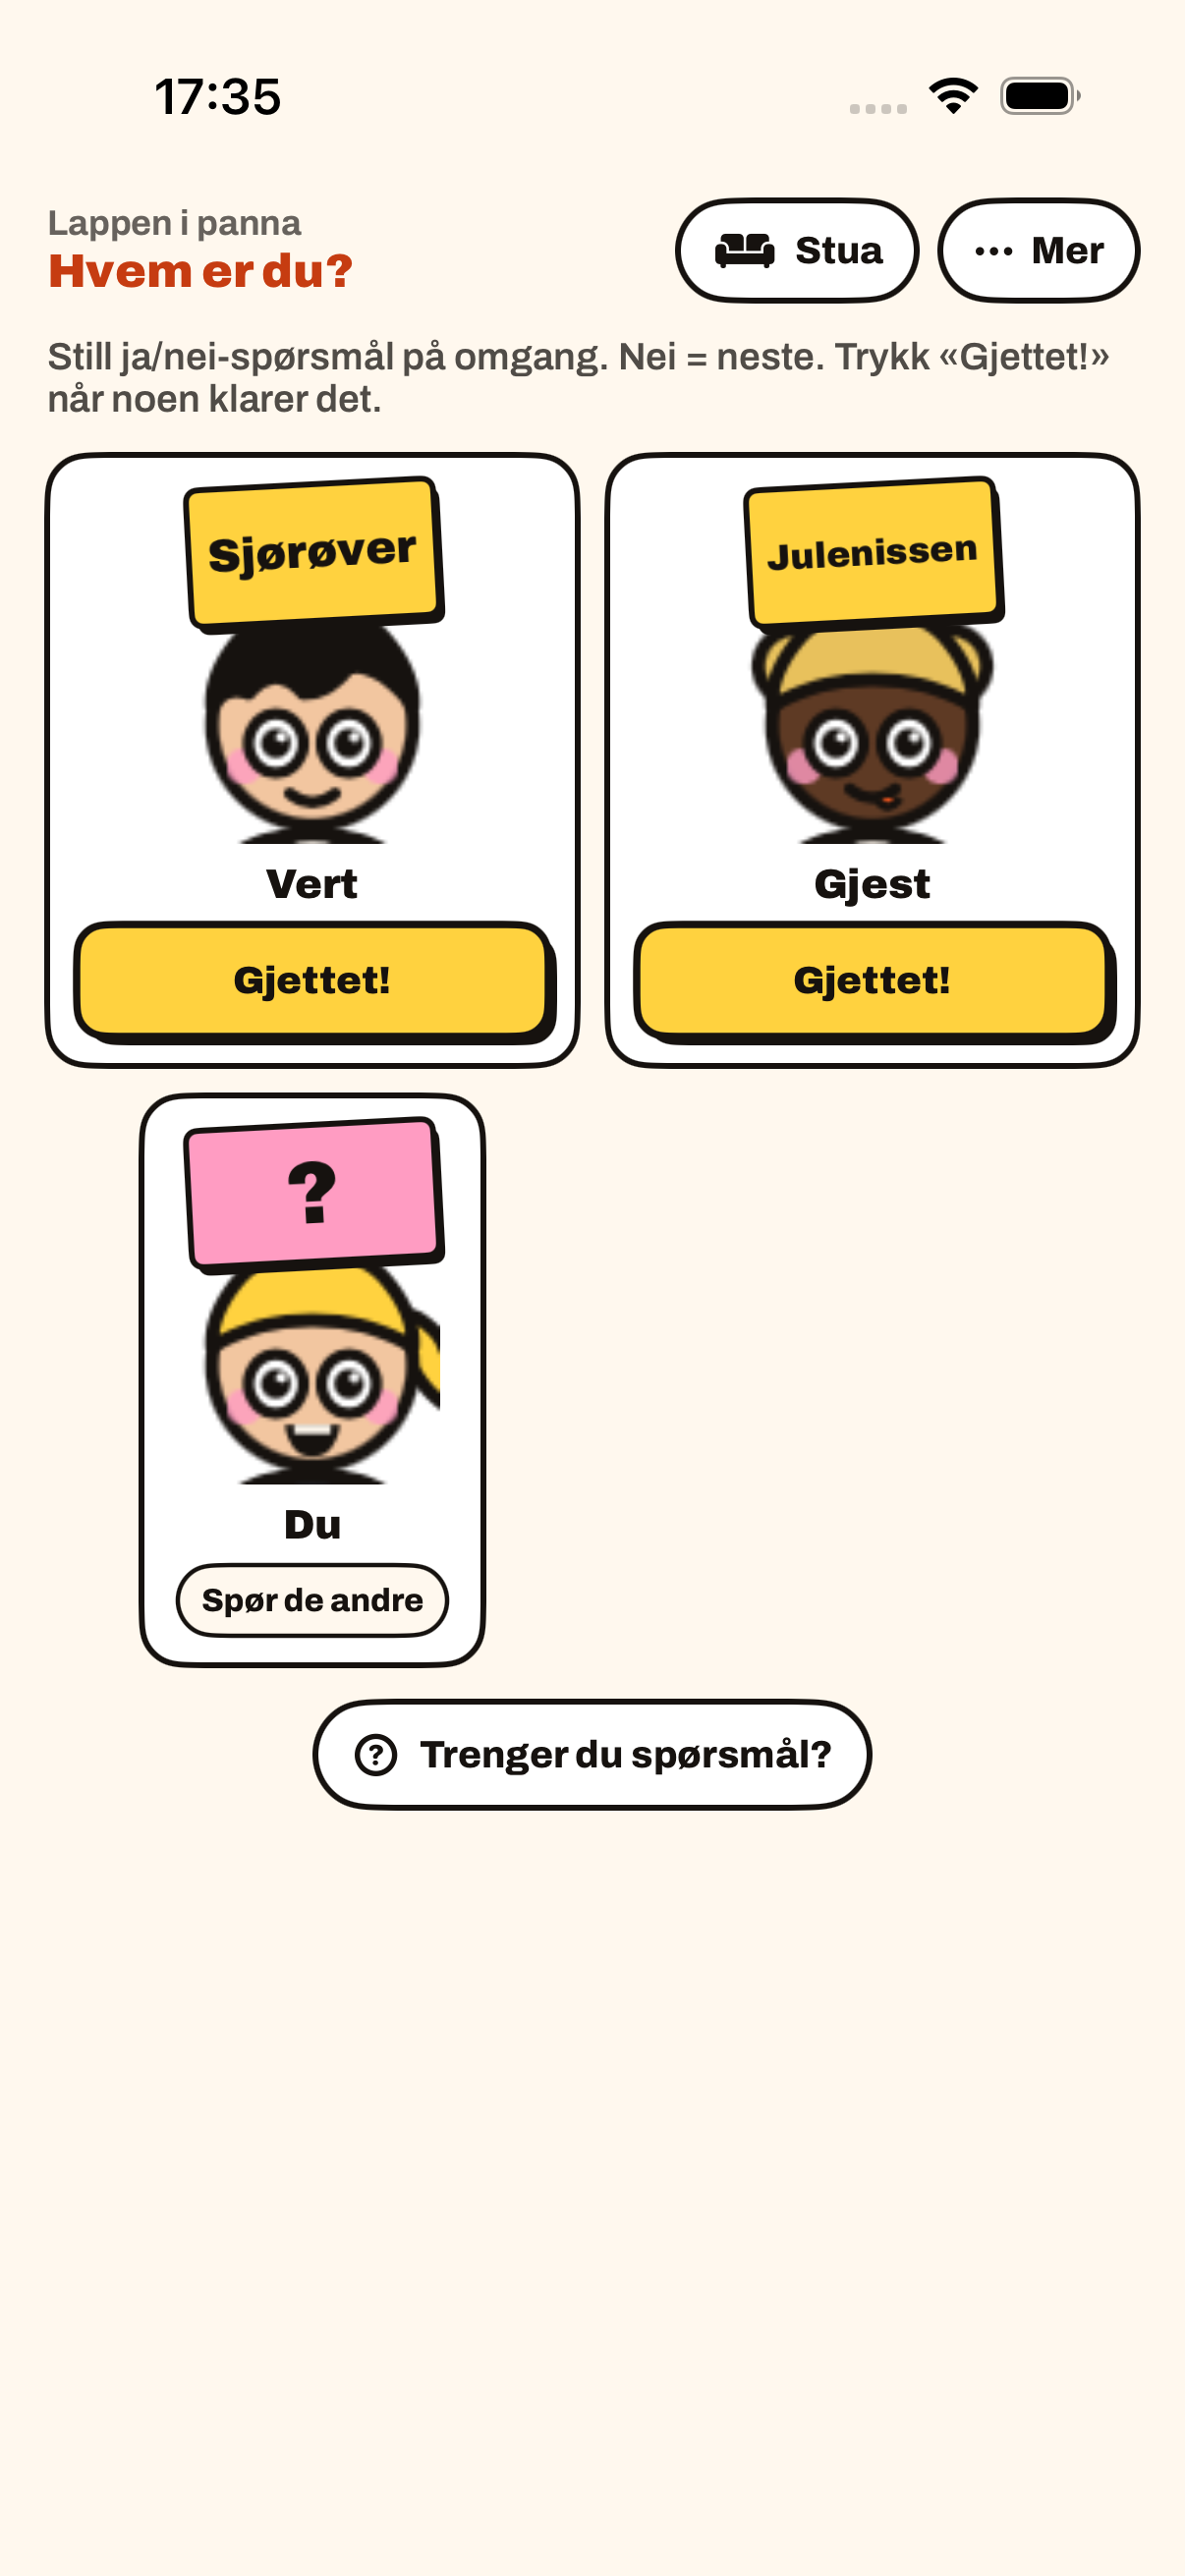 17:35
Lappen i panna
Hvem er du?
Stua
Mer
Still ja/nei-spørsmål på omgang. Nei = neste. Trykk «Gjettet!»
når noen klarer det.
Sjørøver
Julenissen
Vert
Gjest
Gjettet!
Gjettet!
?
Du
Spør de andre
Trenger du spørsmål?